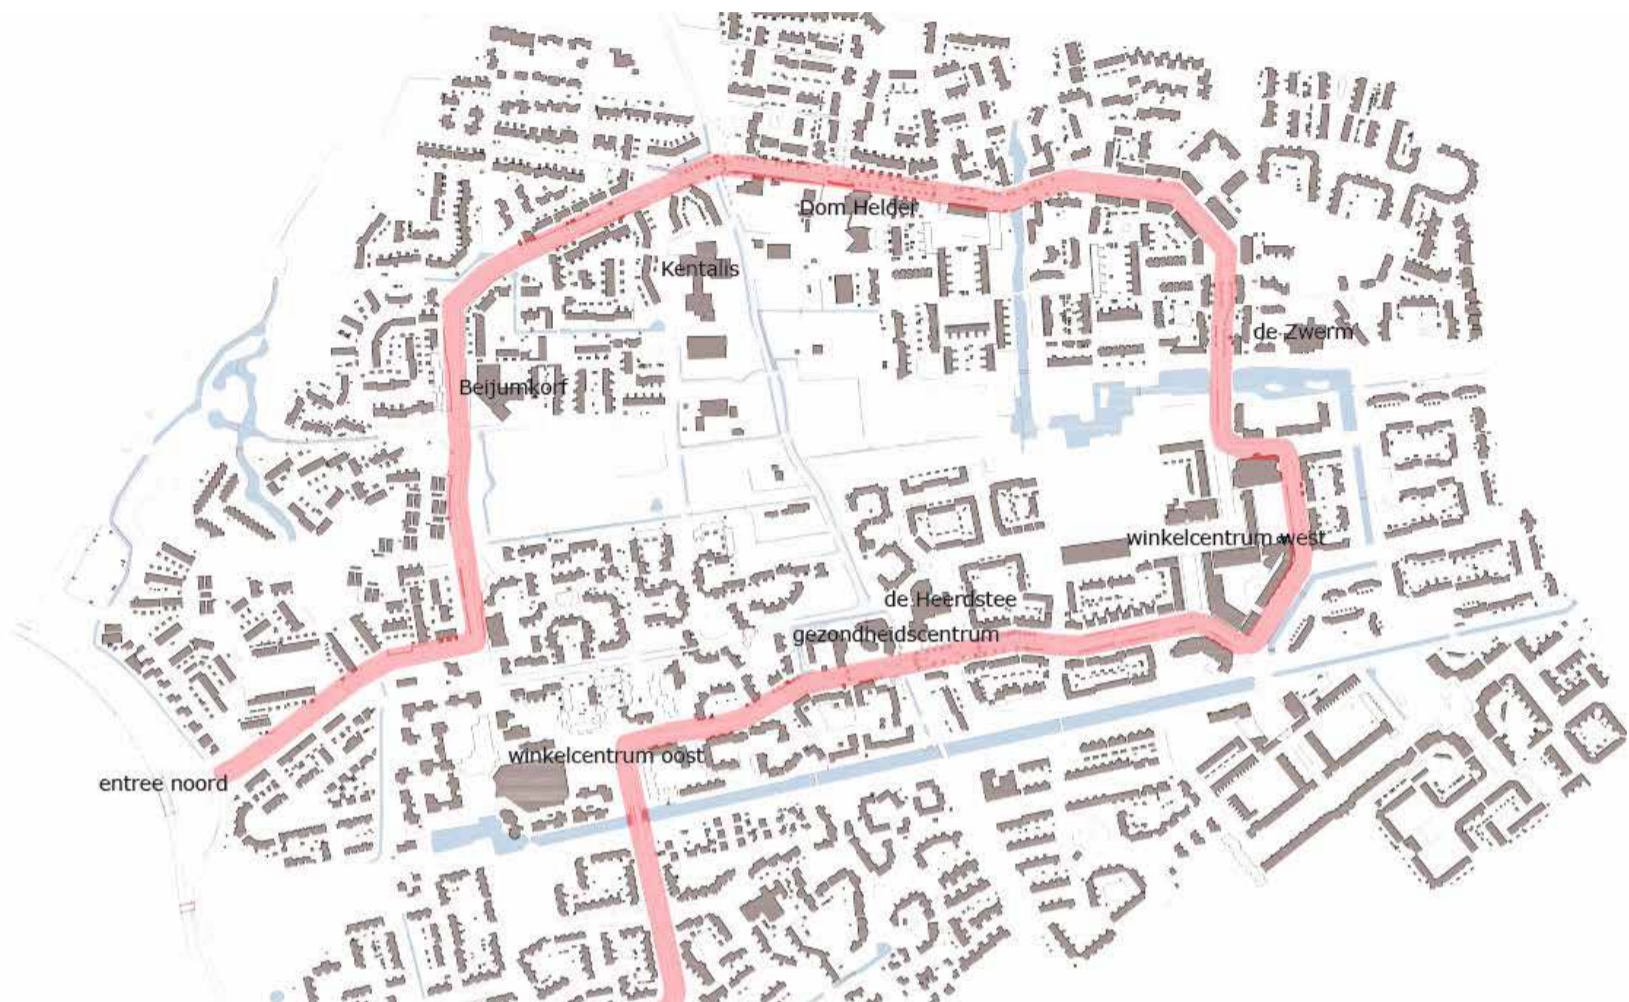 Dom Helder
Kentalis
de Zwerm
Beijumkorf
winkelcentrum west
de Heerdstee
gezondheidscentrum
winkelcentrum oost
entree noord